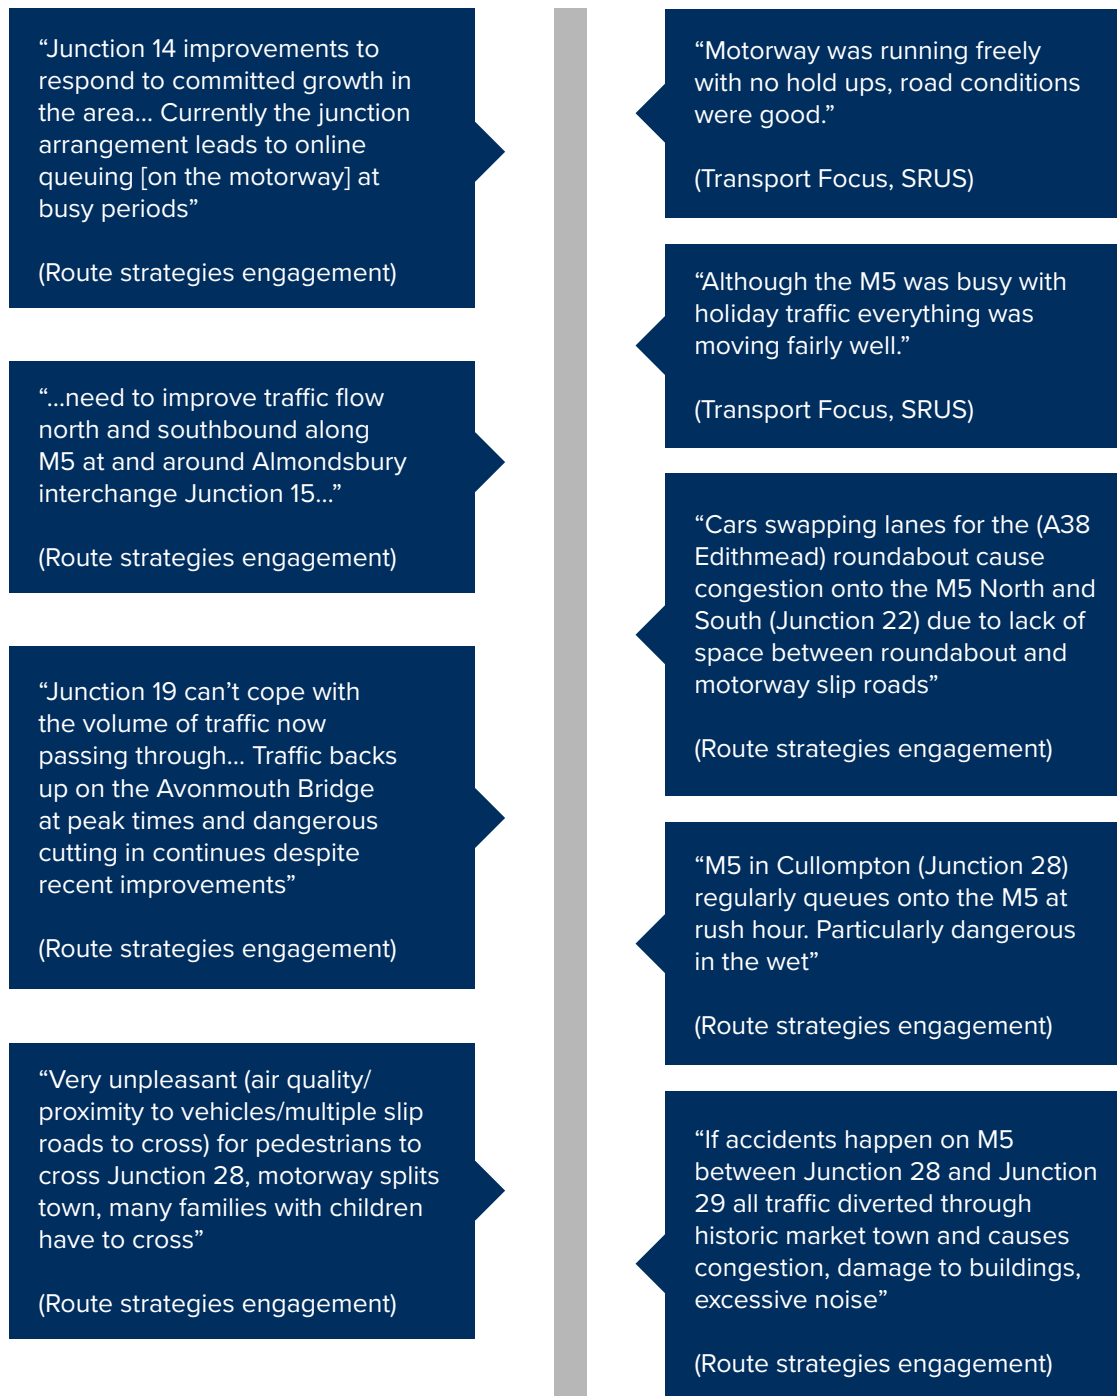 “Junction 14 improvements to
respond to committed growth in
the area... Currently the junction
arrangement leads to online
queuing [on the motorway] at
busy periods”
(Route strategies engagement)
“...need to improve traffic flow
north and southbound along
M5 at and around Almondsbury
interchange Junction 15...”
(Route strategies engagement)
“Junction 19 can’t cope with
the volume of traffic now
passing through... Traffic backs
up on the Avonmouth Bridge
at peak times and dangerous
cutting in continues despite
recent improvements”
(Route strategies engagement)
“Very unpleasant (air quality/
proximity to vehicles/multiple slip
roads to cross) for pedestrians to
cross Junction 28, motorway splits
town, many families with children
have to cross”
(Route strategies engagement)
“Motorway was running freely
with no hold ups, road conditions
were good.”
(Transport Focus, SRUS)
“Although the M5 was busy with
holiday traffic everything was
moving fairly well.”
(Transport Focus, SRUS)
“Cars swapping lanes for the (A38
Edithmead) roundabout cause
congestion onto the M5 North and
South (Junction 22) due to lack of
space between roundabout and
motorway slip roads”
(Route strategies engagement)
“M5 in Cullompton (Junction 28)
regularly queues onto the M5 at
rush hour. Particularly dangerous
in the wet”
(Route strategies engagement)
“If accidents happen on M5
between Junction 28 and Junction
29 all traffic diverted through
historic market town and causes
congestion, damage to buildings,
excessive noise”
(Route strategies engagement)